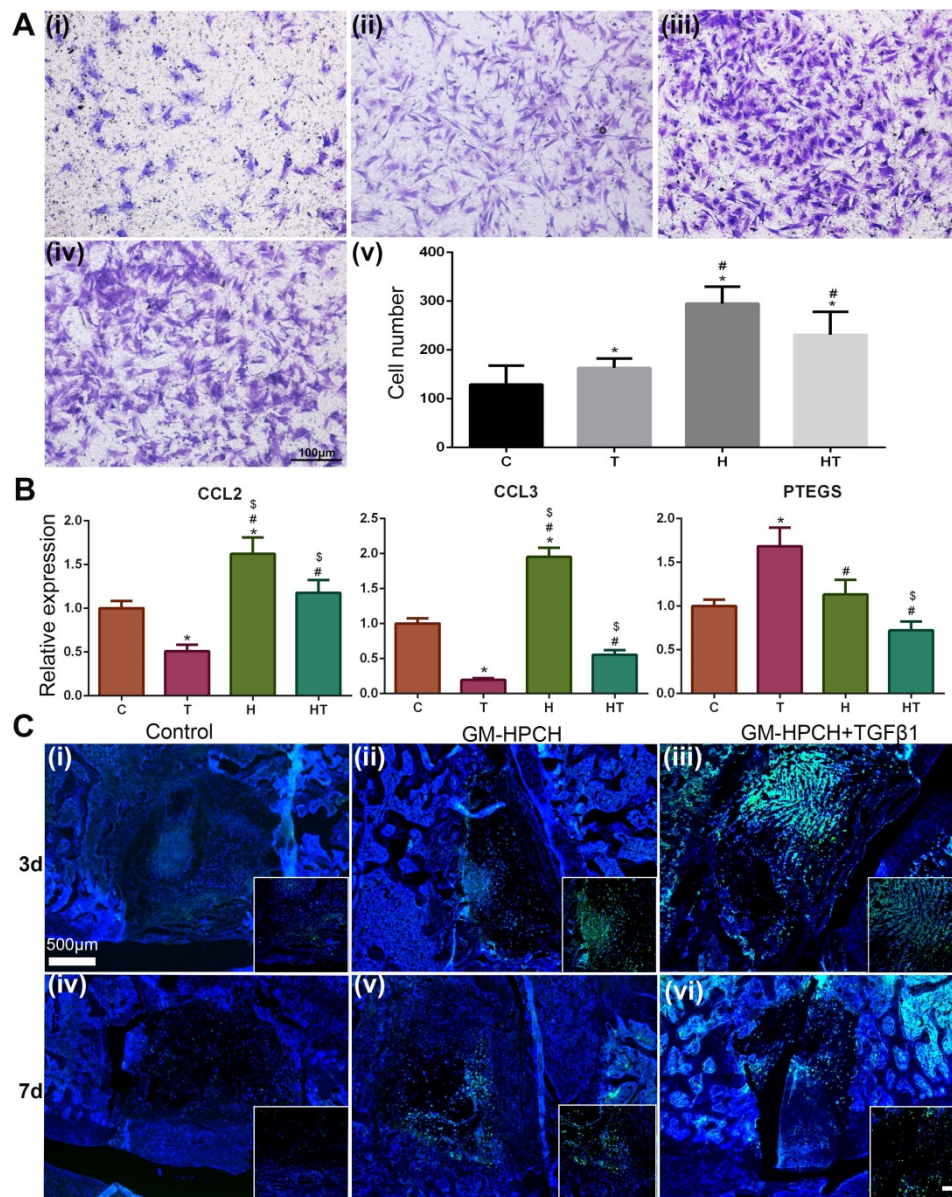 A (i) (ii) (iii)
(iv) 100µm
(v)
Cell number
400
300
200
100
0
* # * # *
C T H HT
B
CCL2 CCL3 PTEGS
Relative expression
2.0
1.5
1.0
0.5
0.0
* $ # * $ #
C T H HT
2.5
2.0
1.5
1.0
0.5
0.0
* $ # * $ #
C T H HT
2.0
1.5
1.0
0.5
0.0
* # $ #
C T H HT
C
Control GM-HPCH GM-HPCH+TGFβ1
3d (i) (ii) (iii)
500µm
7d (iv) (v) (vi)